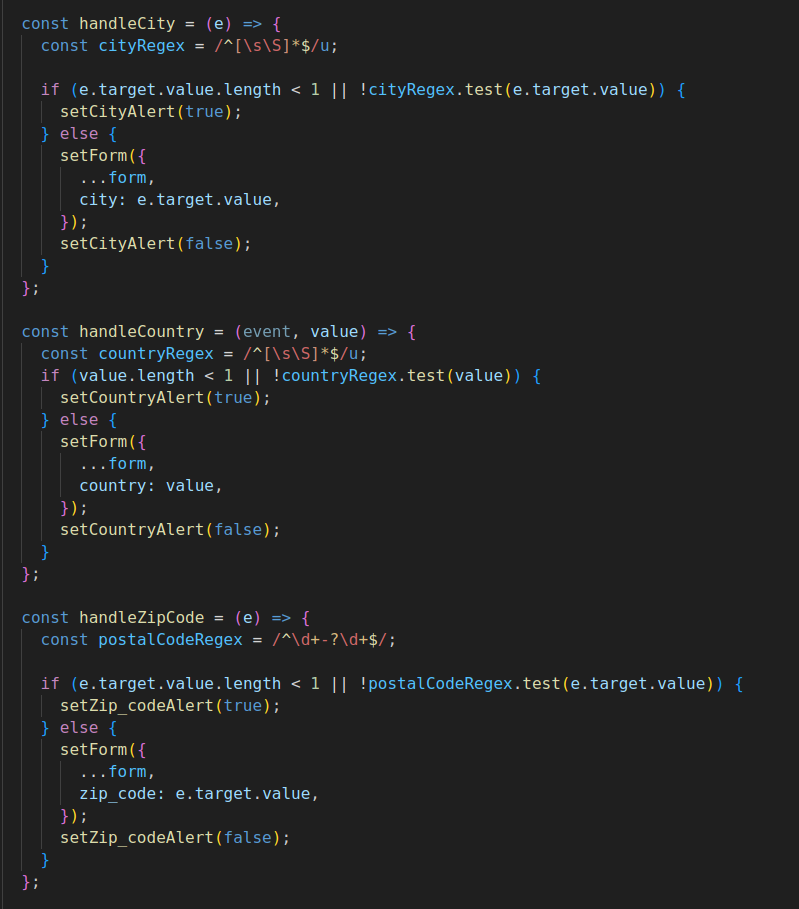 const handleCity = (e) => {
  const cityRegex = /^[\s\S]*$/u;

  if (e.target.value.length < 1 || !cityRegex.test(e.target.value)) {
    setCityAlert(true);
  } else {
    setForm({
      ...form,
      city: e.target.value,
    });
    setCityAlert(false);
  }
};

const handleCountry = (event, value) => {
  const countryRegex = /^[\s\S]*$/u;
  if (value.length < 1 || !countryRegex.test(value)) {
    setCountryAlert(true);
  } else {
    setForm({
      ...form,
      country: value,
    });
    setCountryAlert(false);
  }
};

const handleZipCode = (e) => {
  const postalCodeRegex = /^\d+-?\d+$/;

  if (e.target.value.length < 1 || !postalCodeRegex.test(e.target.value)) {
    setZip_codeAlert(true);
  } else {
    setForm({
      ...form,
      zip_code: e.target.value,
    });
    setZip_codeAlert(false);
  }
};